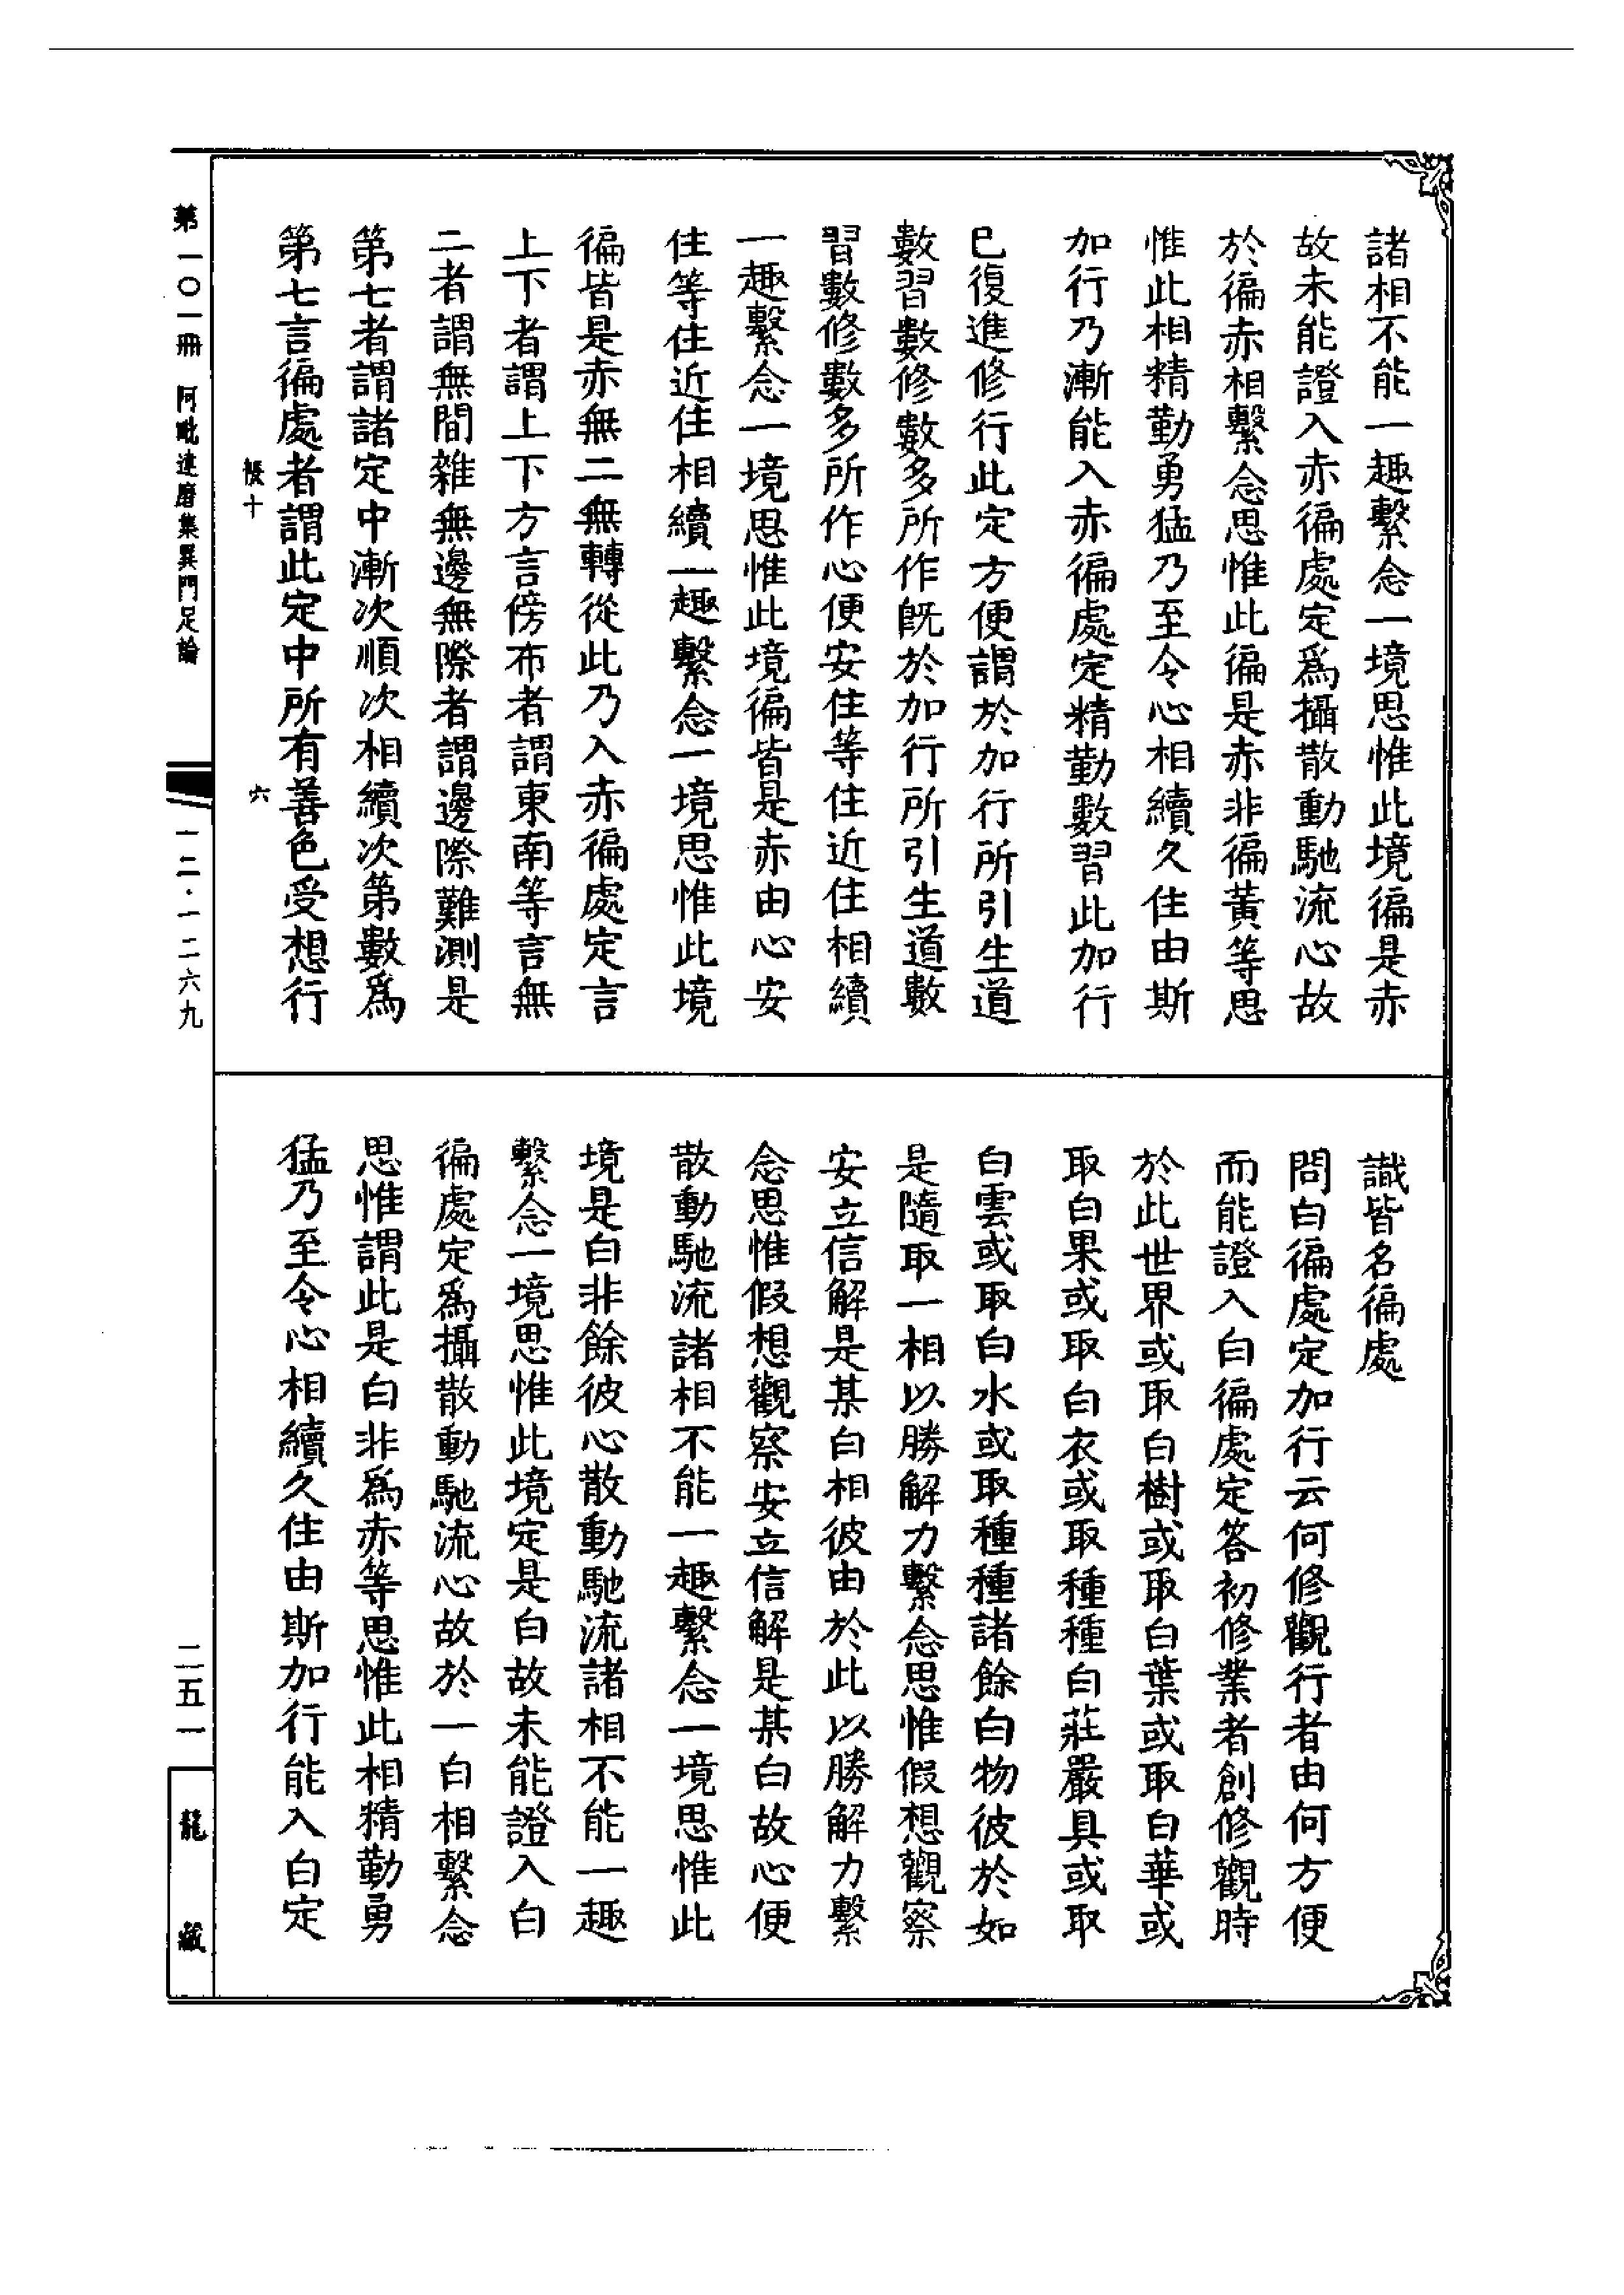 諸相不能一趣繫念一境思惟此境徧是赤
故未能證入赤徧處定爲攝散動馳流心故
於徧赤相繫念思惟此徧是赤非徧黃等思
惟此相精勤勇猛乃至令心相續久住由斯
加行乃漸能入赤徧處定精勤數習此加行
已復進修行此定方便謂於加行所引生道
數習數修數多所作旣於加行所引生道數
習數修數多所作心便安住等住近住相續
一趣繫念一境思惟此境徧皆是赤由心安
住等住近住相續一趣繫念一境思惟此境
徧皆是赤無二無轉從此乃入赤徧處定言
上下者謂上下方言傍布者謂東南等言無
二者謂無間雜無邊無際者謂邊際難測是
第七者謂諸定中漸次順次相續次第數爲
第七言徧處者謂此定中所有善色受想行
識皆名徧處
問白徧處定加行云何修觀行者由何方便
而能證入白徧處定答初修業者創修觀時
於此世界或取白樹或取白葉或取白華或
取白果或取白衣或取種種白莊嚴具或取
白雲或取白水或取種種諸餘白物彼於如
是隨取一相以勝解力繫念思惟假想觀察
安立信解是某白相彼由於此以勝解力繫
念思惟假想觀察安立信解是某白故心便
散動馳流諸相不能一趣繫念一境思惟此
境是白非餘彼心散動馳流諸相不能一趣
繫念一境思惟此境定是白故未能證入白
徧處定爲攝散動馳流心故於一白相繫念
思惟謂此是白非爲赤等思惟此相精勤勇
猛乃至令心相續久住由斯加行能入白定
帳十
六
第一〇一冊 阿毗達磨集異門足論
一二·一二六九
二五一
龍藏